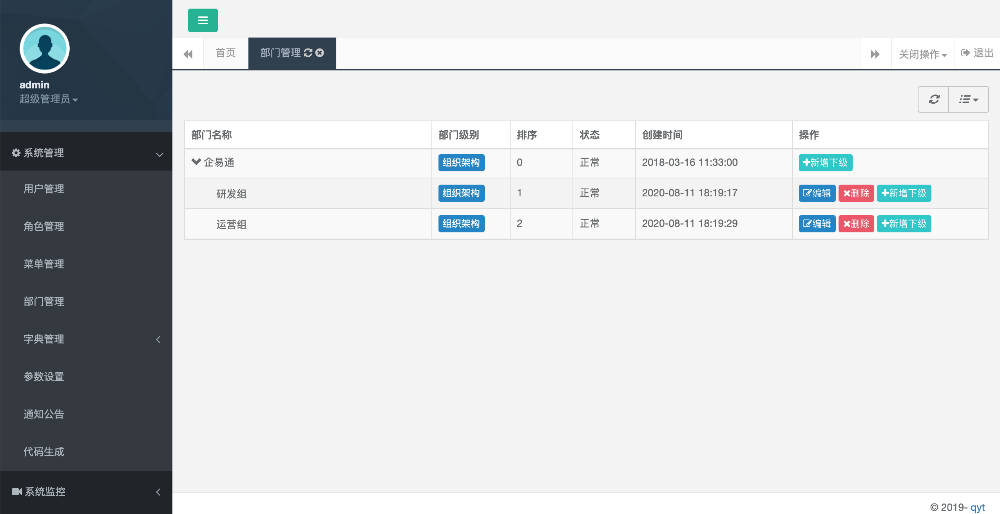 admin
超级管理员
系统管理
用户管理
角色管理
菜单管理
部门管理
字典管理
参数设置
通知公告
代码生成
系统监控
首页 部门管理 关闭操作 退出
部门名称 部门级别 排序 状态 创建时间 操作
企易通 组织架构 0 正常 2018-03-16 11:33:00 新增下级
研发组 组织架构 1 正常 2020-08-11 18:19:17 编辑 删除 新增下级
运营组 组织架构 2 正常 2020-08-11 18:19:29 编辑 删除 新增下级
© 2019- qyt